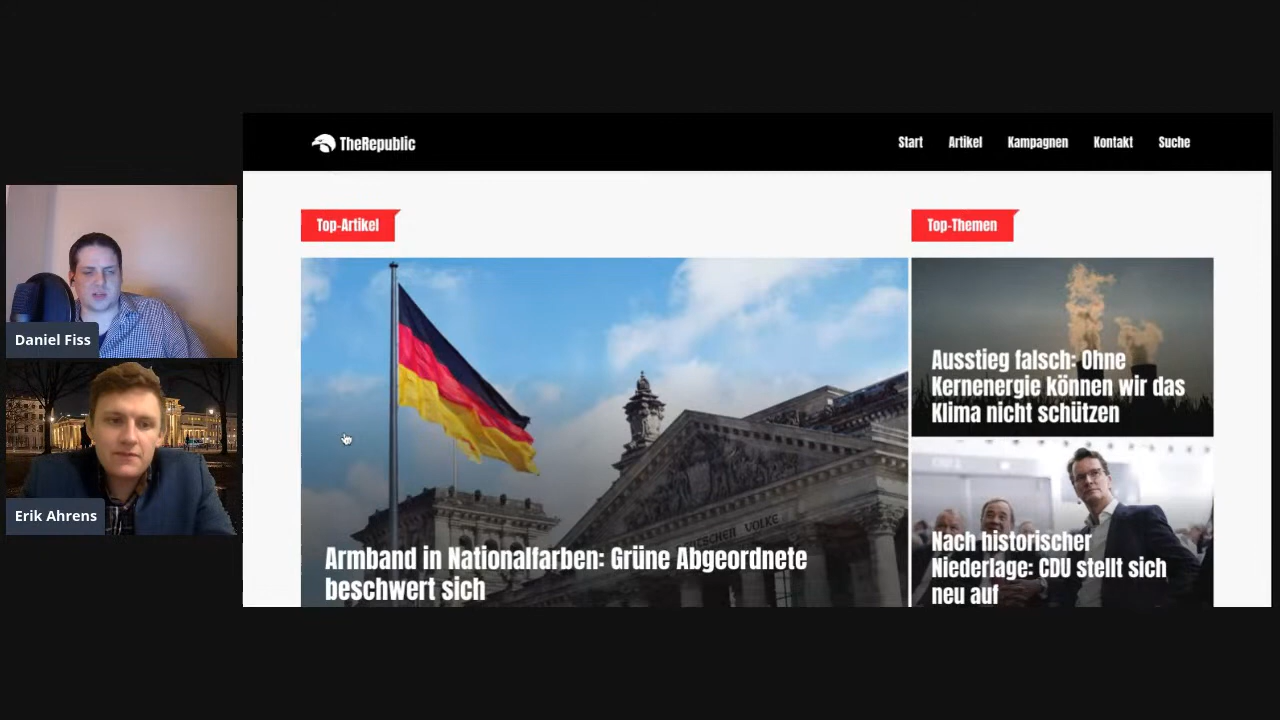 TheRepublic
Start Artikel Kampagnen Kontakt Suche
Top-Artikel
Top-Themen
Daniel Fiss
Erik Ahrens
Armband in Nationalfarben: Grüne Abgeordnete
beschwert sich
Ausstieg falsch: Ohne
Kernenergie können wir das
Klima nicht schützen
Nach historischer
Niederlage: CDU stellt sich
neu auf
VOLKE